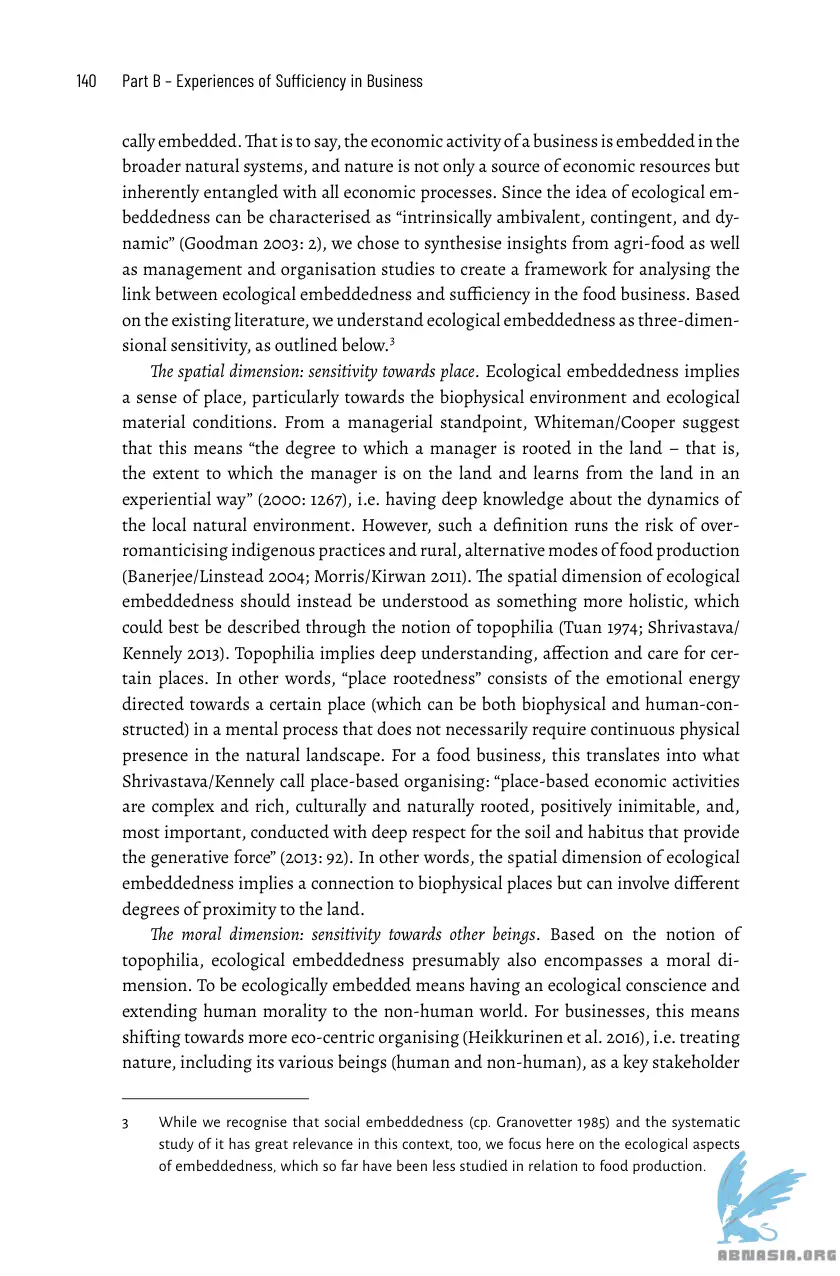 140 Part B – Experiences of Sufficiency in Business
cally embedded. That is to say, the economic activity of a business is embedded in the
broader natural systems, and nature is not only a source of economic resources but
inherently entangled with all economic processes. Since the idea of ecological em-
beddedness can be characterised as “intrinsically ambivalent, contingent, and dy-
namic” (Goodman 2003: 2), we chose to synthesise insights from agri-food as well
as management and organisation studies to create a framework for analysing the
link between ecological embeddedness and sufficiency in the food business. Based
on the existing literature, we understand ecological embeddedness as three-dimen-
sional sensitivity, as outlined below.³
The spatial dimension: sensitivity towards place. Ecological embeddedness implies
a sense of place, particularly towards the biophysical environment and ecological
material conditions. From a managerial standpoint, Whiteman/Cooper suggest
that this means “the degree to which a manager is rooted in the land – that is,
the extent to which the manager is on the land and learns from the land in an
experiential way” (2000: 1267), i.e. having deep knowledge about the dynamics of
the local natural environment. However, such a definition runs the risk of over-
romanticising indigenous practices and rural, alternative modes of food production
(Banerjee/Linstead 2004; Morris/Kirwan 2011). The spatial dimension of ecological
embeddedness should instead be understood as something more holistic, which
could best be described through the notion of topophilia (Tuan 1974; Shrivastava/
Kennely 2013). Topophilia implies deep understanding, affection and care for cer-
tain places. In other words, “place rootedness” consists of the emotional energy
directed towards a certain place (which can be both biophysical and human-con-
structed) in a mental process that does not necessarily require continuous physical
presence in the natural landscape. For a food business, this translates into what
Shrivastava/Kennely call place-based organising: “place-based economic activities
are complex and rich, culturally and naturally rooted, positively inimitable, and,
most important, conducted with deep respect for the soil and habitus that provide
the generative force” (2013: 92). In other words, the spatial dimension of ecological
embeddedness implies a connection to biophysical places but can involve different
degrees of proximity to the land.
The moral dimension: sensitivity towards other beings. Based on the notion of
topophilia, ecological embeddedness presumably also encompasses a moral di-
mension. To be ecologically embedded means having an ecological conscience and
extending human morality to the non-human world. For businesses, this means
shifting towards more eco-centric organising (Heikkurinen et al. 2016), i.e. treating
nature, including its various beings (human and non-human), as a key stakeholder
3 While we recognise that social embeddedness (cp. Granovetter 1985) and the systematic
study of it has great relevance in this context, too, we focus here on the ecological aspects
of embeddedness, which so far have been less studied in relation to food production.
ABNASIA.ORG